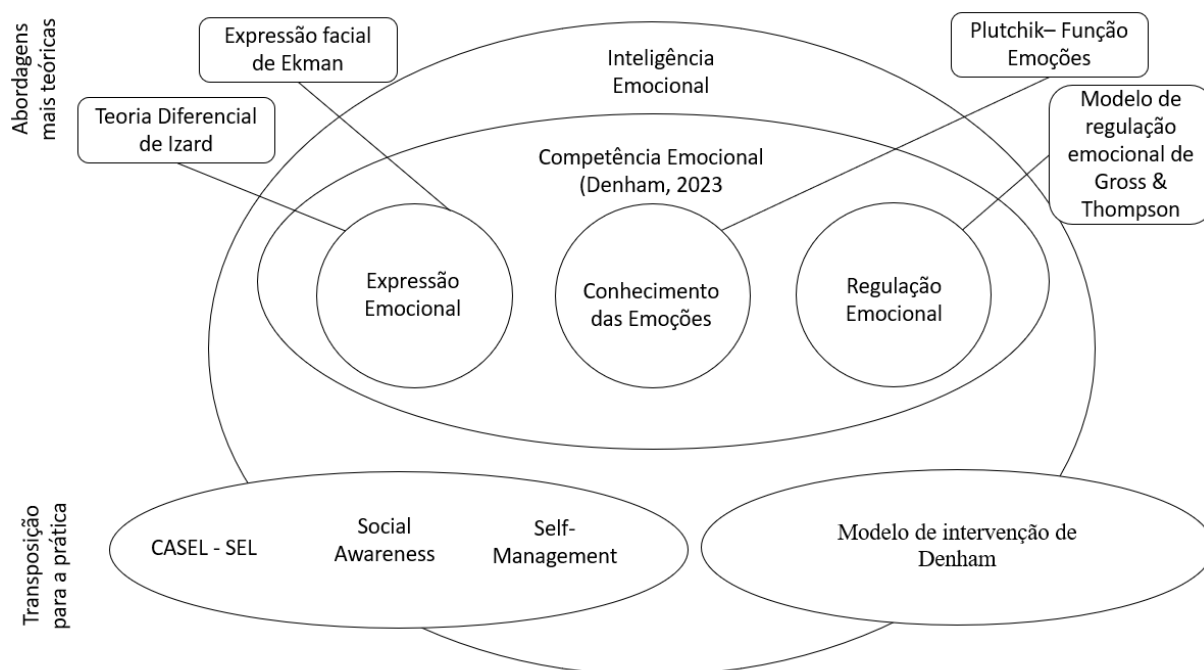 Abordagens
mais teóricas
Expressão facial
de Ekman
Teoria Diferencial
de Izard
Inteligência
Emocional
Plutchik– Função
Emoções
Modelo de
regulação
emocional de
Gross &
Thompson
Competência Emocional
(Denham, 2023
Expressão
Emocional
Conhecimento
das Emoções
Regulação
Emocional
Transposição
para a prática
CASEL - SEL
Social
Awareness
Self-
Management
Modelo de intervenção de
Denham